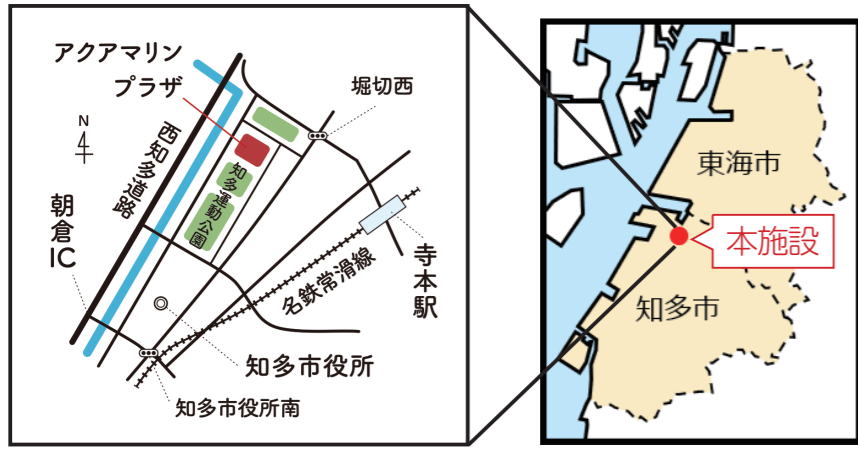 アクアマリン
プラザ
堀切西
N
西知多道路
知多運動公園
朝倉IC
寺本駅
名鉄常滑線
知多市役所
知多市役所南
東海市
本施設
知多市